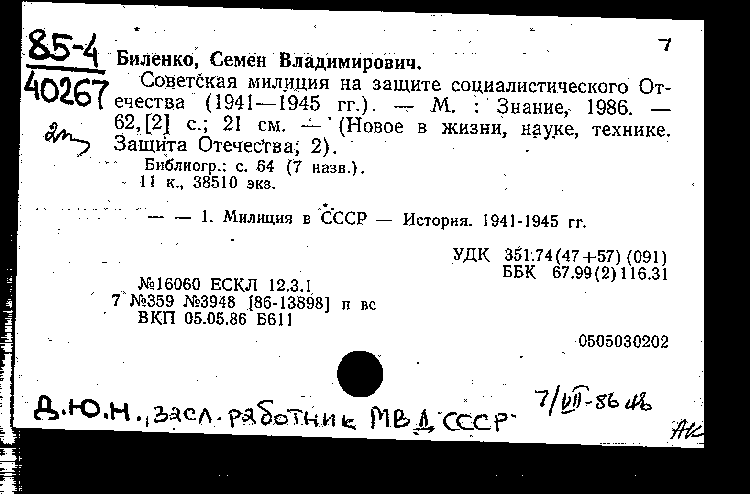 85-4
40267
7
Биленко, Семен Владимирович.
Советская милиция на защите социалистического От-
ечества (1941—1945 гг.). — М. : Знание, 1986. —
62,[2] с.; 21 см. — (Новое в жизни, науке, технике.
Защита Отечества; 2).
Библиогр.: с. 64 (7 назв.).
11 к., 38510 экз.
— — 1. Милиция в СССР — История. 1941-1945 гг.
УДК 351.74(47+57)(091)
ББК 67.99(2)116.31
№16060 ЕСКЛ 12.3.1
7 №359 №3948 [86-13898] п вс
ВКП 05.05.86 Б611
0505030202
Д.Ю.Н., засл. работник МВД СССР
7/VII-86
АК